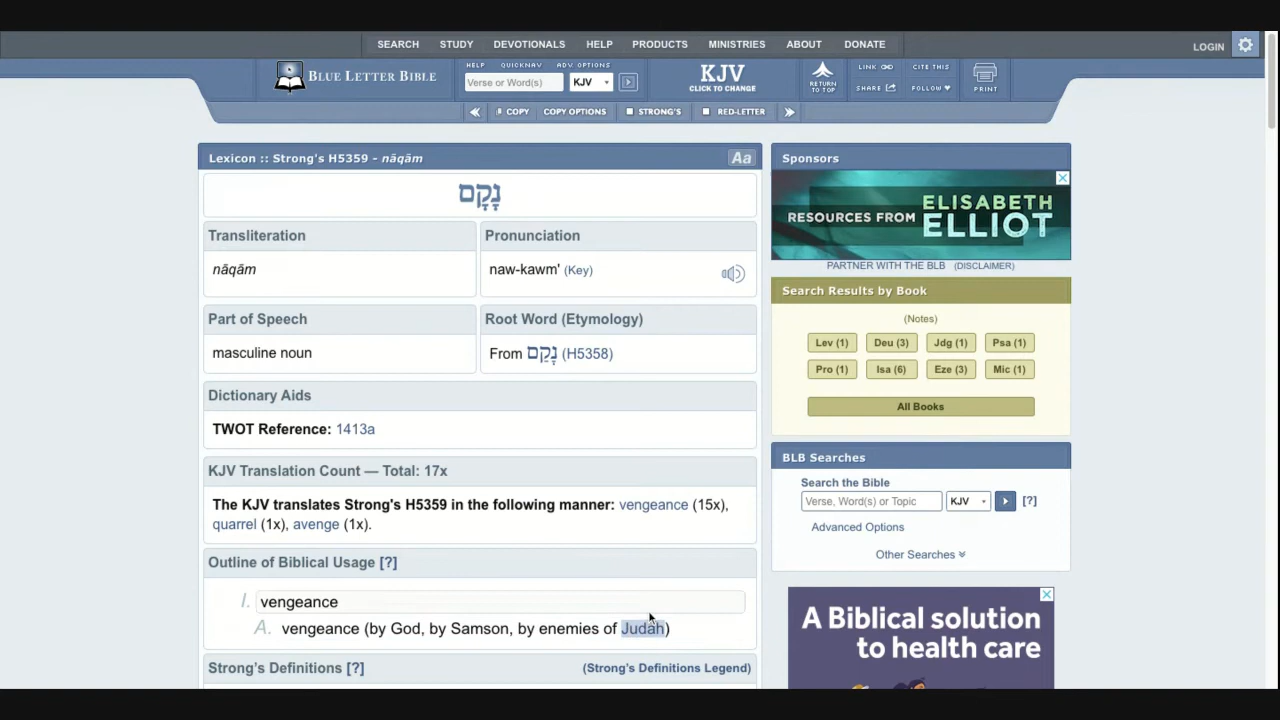 SEARCH STUDY DEVOTIONALS HELP PRODUCTS MINISTRIES ABOUT DONATE
LOGIN
BLUE LETTER BIBLE
HELP QUICKNAV ADV. OPTIONS
Verse or Word(s) KJV
KJV
CLICK TO CHANGE
RETURN
TO TOP
LINK CITE THIS
SHARE FOLLOW
PRINT
COPY COPY OPTIONS STRONG'S RED-LETTER
Lexicon :: Strong's H5359 - nāqām
Aa
נָקָם
Transliteration
nāqām
Pronunciation
naw-kawm' (Key)
Part of Speech
masculine noun
Root Word (Etymology)
From נָקַם (H5358)
Dictionary Aids
TWOT Reference: 1413a
KJV Translation Count — Total: 17x
The KJV translates Strong's H5359 in the following manner: vengeance (15x),
quarrel (1x), avenge (1x).
Outline of Biblical Usage [?]
I. vengeance
A. vengeance (by God, by Samson, by enemies of Judah)
Strong's Definitions [?] (Strong's Definitions Legend)
Sponsors
RESOURCES FROM ELISABETH
ELLIOT
PARTNER WITH THE BLB (DISCLAIMER)
Search Results by Book
(Notes)
Lev (1) Deu (3) Jdg (1) Psa (1)
Pro (1) Isa (6) Eze (3) Mic (1)
All Books
BLB Searches
Search the Bible
Verse, Word(s) or Topic KJV [?]
Advanced Options
Other Searches
A Biblical solution
to health care